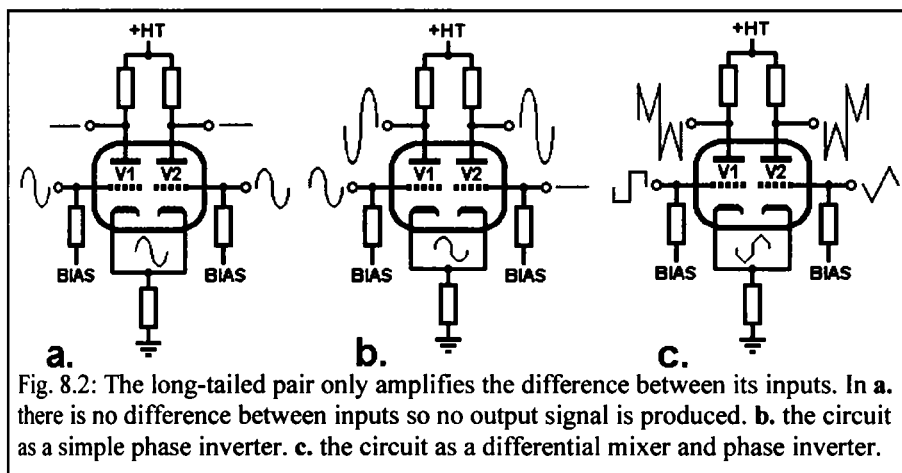 +HT +HT +HT
V1 V2 V1 V2 V1 V2
BIAS BIAS BIAS BIAS BIAS BIAS
a. b. c.
Fig. 8.2: The long-tailed pair only amplifies the difference between its inputs. In a.
there is no difference between inputs so no output signal is produced. b. the circuit
as a simple phase inverter. c. the circuit as a differential mixer and phase inverter.